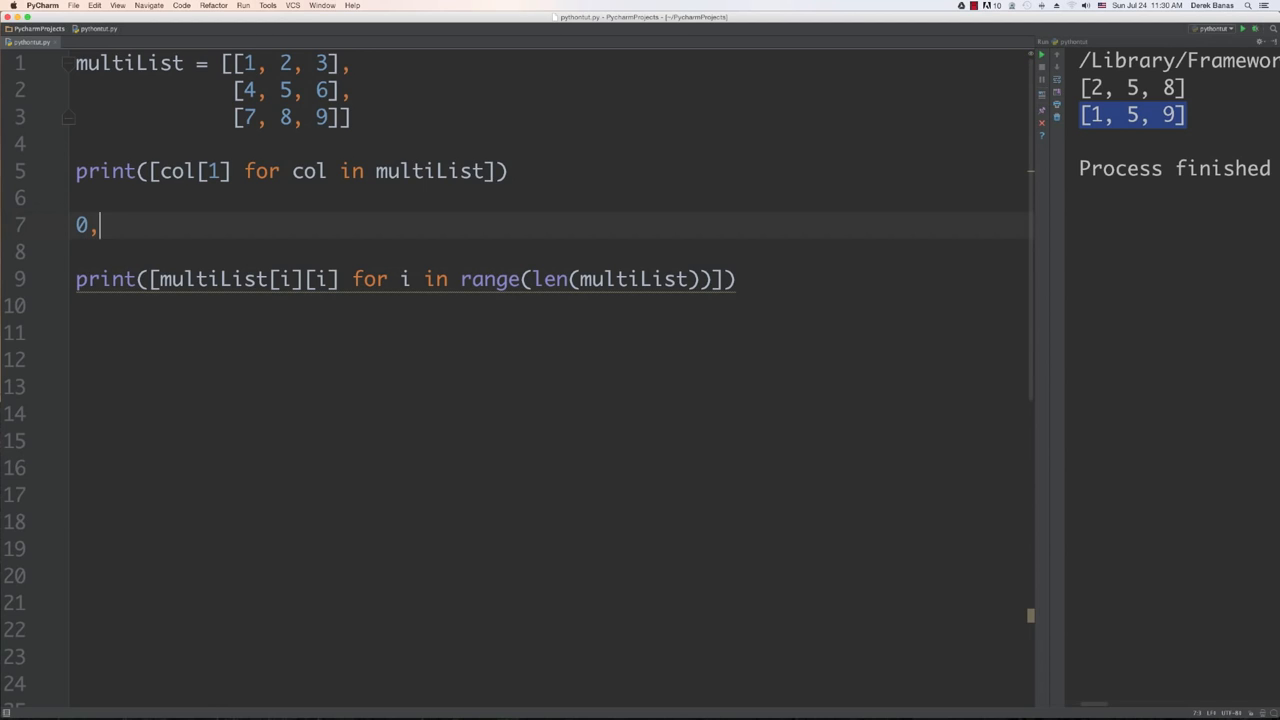 PyCharm File Edit View Navigate Code Refactor Run Tools VCS Window Help 10 Sun Jul 24 11:30 AM Derek Banas
pythontut.py - PycharmProjects - [~/PycharmProjects]
PycharmProjects pythontut.py pythontut
pythontut.py Run pythontut
1 multiList = [[1, 2, 3],
2 [4, 5, 6],
3 [7, 8, 9]]
4
5 print([col[1] for col in multiList])
6
7 0,
8
9 print([multiList[i][i] for i in range(len(multiList))])
10
11
12
13
14
15
16
17
18
19
20
21
22
23
24
25
/Library/Framewor
[2, 5, 8]
[1, 5, 9]
Process finished
7:3 LF÷ UTF-8÷